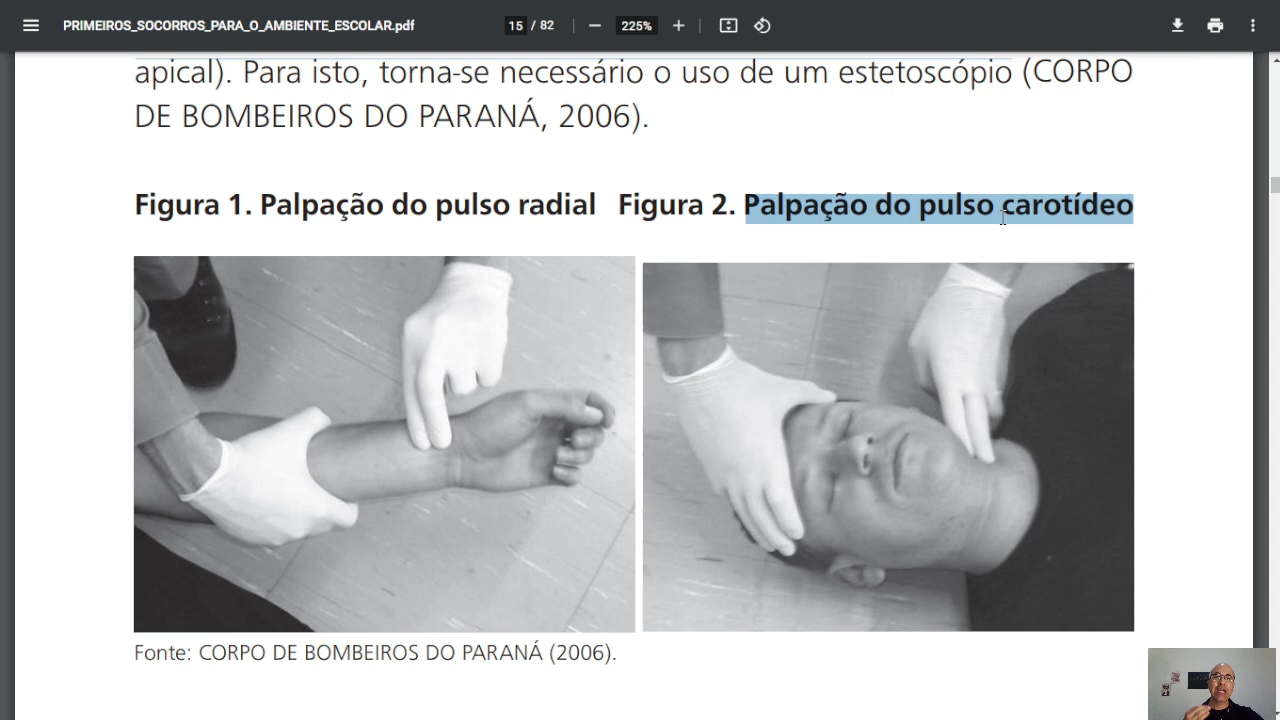 PRIMEIROS_SOCORROS_PARA_O_AMBIENTE_ESCOLAR.pdf
15 / 82
225%
apical). Para isto, torna-se necessário o uso de um estetoscópio (CORPO
DE BOMBEIROS DO PARANÁ, 2006).
Figura 1. Palpação do pulso radial Figura 2. Palpação do pulso carotídeo
Fonte: CORPO DE BOMBEIROS DO PARANÁ (2006).